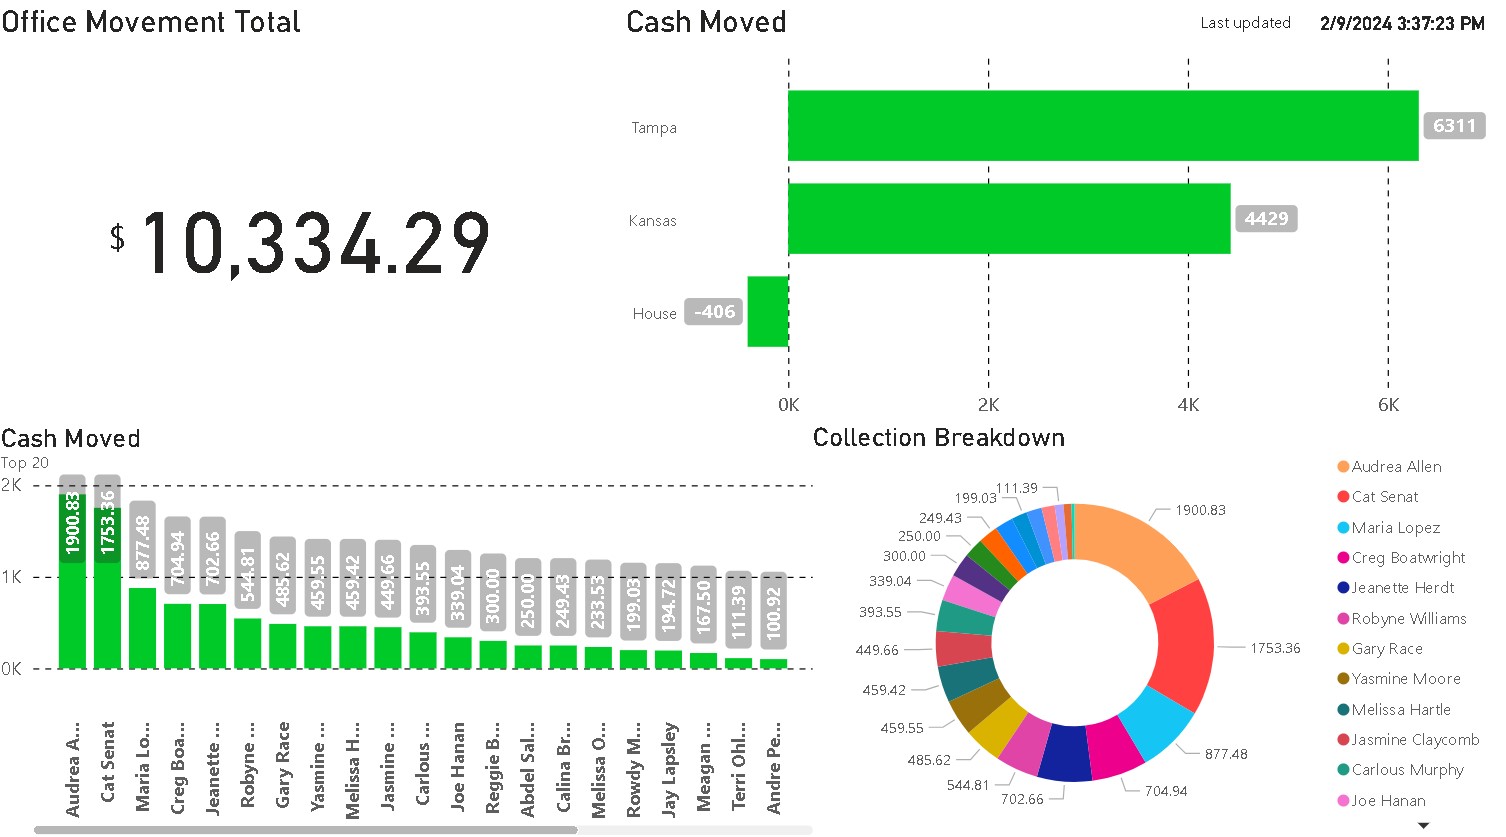 Office Movement Total
$ 10,334.29
Cash Moved
Last updated 2/9/2024 3:37:23 PM
Tampa 6311
Kansas 4429
House -406
0K 2K 4K 6K
Cash Moved
Top 20
2K
1K
0K
1900.83
1753.36
877.48
704.94
702.66
544.81
485.62
459.55
459.42
449.66
393.55
339.04
300.00
250.00
249.43
233.53
199.03
194.72
167.50
111.39
100.92
Audrea A...
Cat Senat
Maria Lo...
Creg Boa...
Jeanette ...
Robyne ...
Gary Race
Yasmine ...
Melissa H...
Jasmine ...
Carlous ...
Joe Hanan
Reggie B...
Abdel Sal...
Calina Br...
Melissa O...
Rowdy M...
Jay Lapsley
Meagan ...
Terri Ohl...
Andre Pe...
Collection Breakdown
1900.83
1753.36
877.48
704.94
702.66
544.81
485.62
459.55
459.42
449.66
393.55
339.04
300.00
250.00
249.43
199.03
111.39
Audrea Allen
Cat Senat
Maria Lopez
Creg Boatwright
Jeanette Herdt
Robyne Williams
Gary Race
Yasmine Moore
Melissa Hartle
Jasmine Claycomb
Carlous Murphy
Joe Hanan